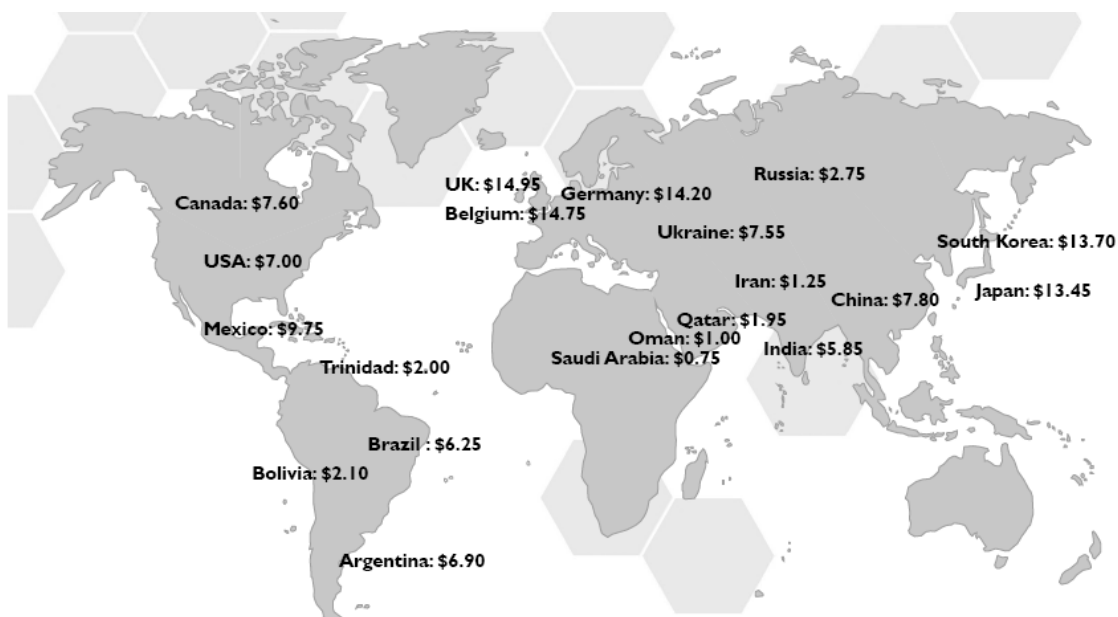 Russia: $2.75
UK: $14.95
Germany: $14.20
Canada: $7.60
Belgium: $14.75
Ukraine: $7.55
South Korea: $13.70
USA: $7.00
Iran: $1.25
Japan: $13.45
China: $7.80
Qatar: $1.95
Mexico: $9.75
Oman: $1.00
India: $5.85
Saudi Arabia: $0.75
Trinidad: $2.00
Brazil : $6.25
Bolivia: $2.10
Argentina: $6.90